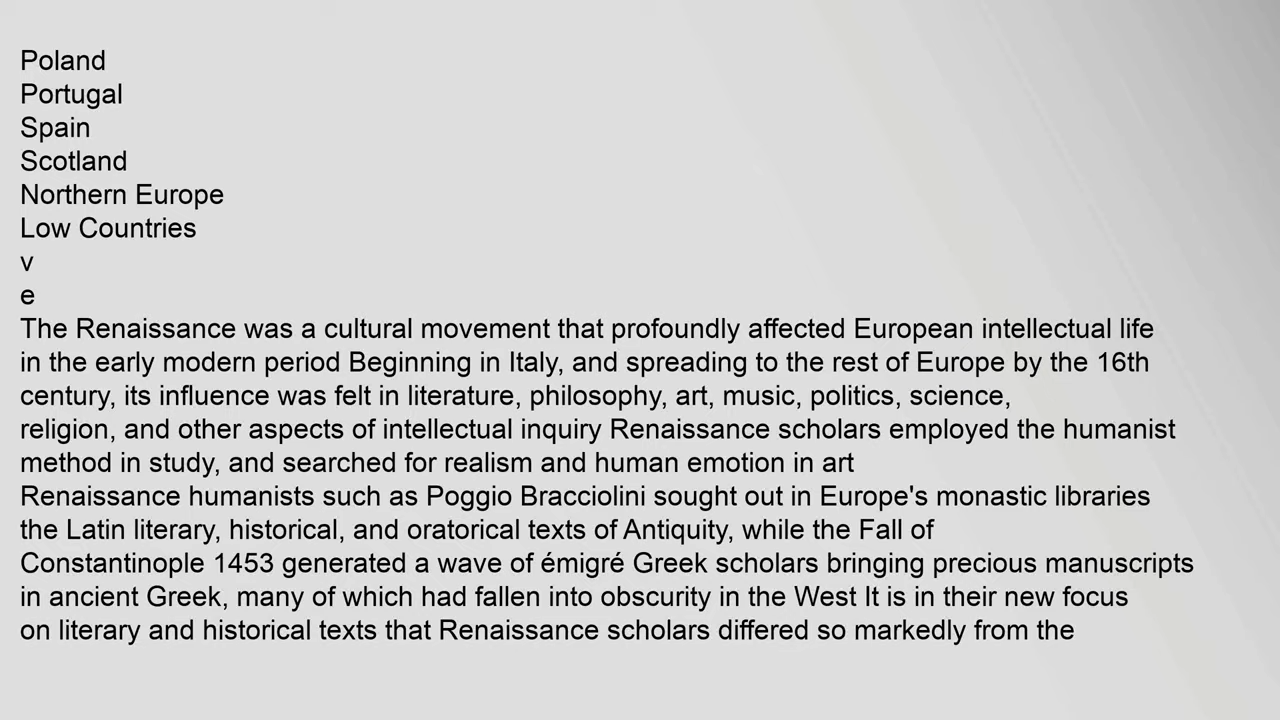 Poland
Portugal
Spain
Scotland
Northern Europe
Low Countries
v
e
The Renaissance was a cultural movement that profoundly affected European intellectual life
in the early modern period Beginning in Italy, and spreading to the rest of Europe by the 16th
century, its influence was felt in literature, philosophy, art, music, politics, science,
religion, and other aspects of intellectual inquiry Renaissance scholars employed the humanist
method in study, and searched for realism and human emotion in art
Renaissance humanists such as Poggio Bracciolini sought out in Europe's monastic libraries
the Latin literary, historical, and oratorical texts of Antiquity, while the Fall of
Constantinople 1453 generated a wave of émigré Greek scholars bringing precious manuscripts
in ancient Greek, many of which had fallen into obscurity in the West It is in their new focus
on literary and historical texts that Renaissance scholars differed so markedly from the